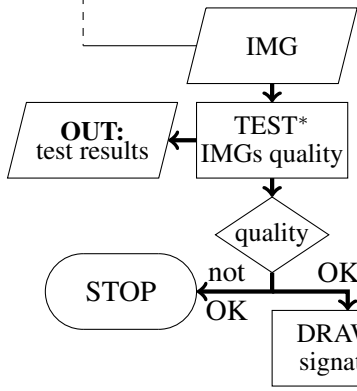 IMG
OUT:
test results
TEST*
IMGs quality
quality
not
OK
OK
STOP